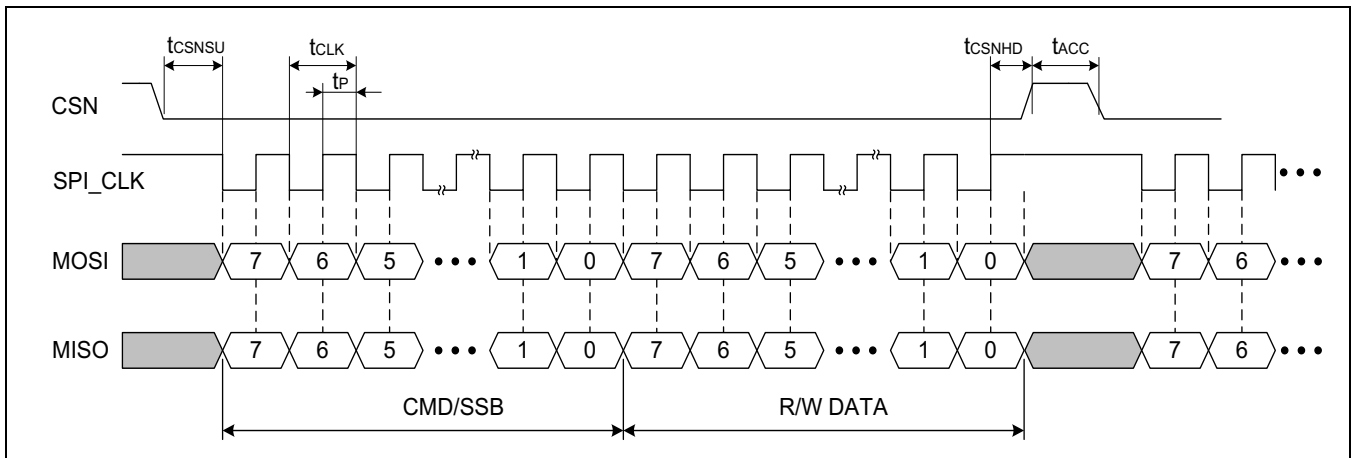 tCSNSU tCLK tCSNHD tACC
tP
CSN
SPI_CLK
MOSI 7 6 5 ••• 1 0 7 6 5 ••• 1 0 7 6 •••
MISO 7 6 5 ••• 1 0 7 6 5 ••• 1 0 7 6 •••
CMD/SSB R/W DATA